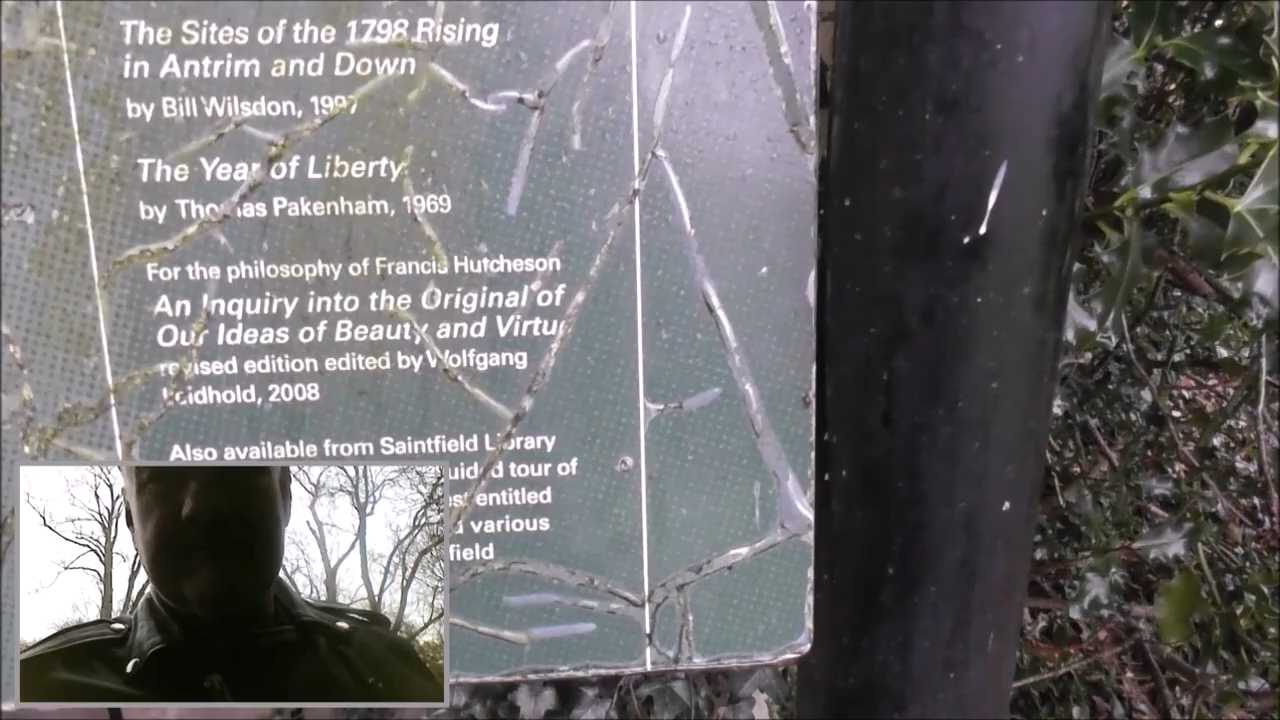 The Sites of the 1798 Rising
in Antrim and Down
by Bill Wilsdon, 1997
The Year of Liberty
by Thomas Pakenham, 1969
For the philosophy of Francis Hutcheson
An Inquiry into the Original of
Our Ideas of Beauty and Virtue
revised edition edited by Wolfgang
Leidhold, 2008
Also available from Saintfield Library
tour of
entitled
various